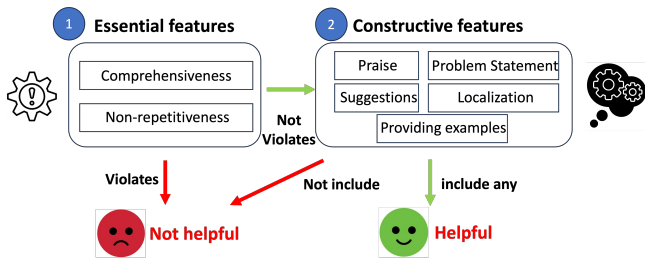 1 Essential features
2 Constructive features
Comprehensiveness
Non-repetitiveness
Not
Violates
Praise
Problem Statement
Suggestions
Localization
Providing examples
Violates
Not include
include any
Not helpful
Helpful